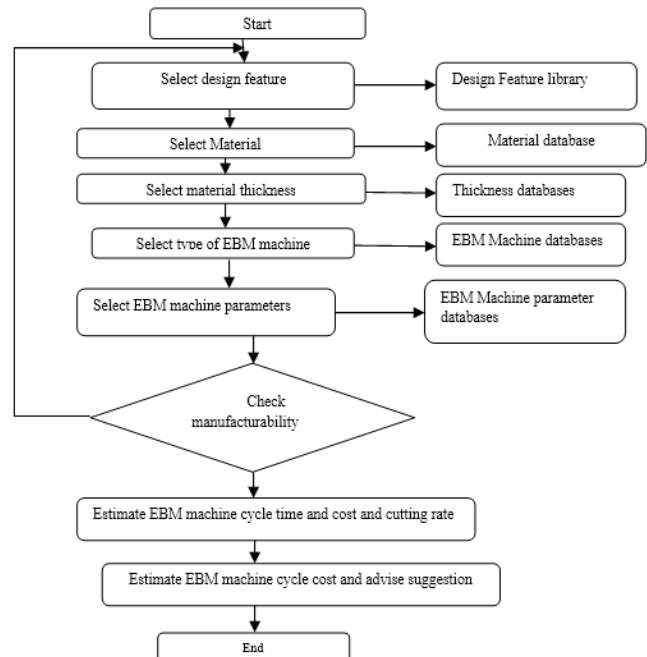 Start
Select design feature
Design Feature library
Select Material
Material database
Select material thickness
Thickness databases
Select type of EBM machine
EBM Machine databases
Select EBM machine parameters
EBM Machine parameter
databases
Check
manufacturability
Estimate EBM machine cycle time and cost and cutting rate
Estimate EBM machine cycle cost and advise suggestion
End